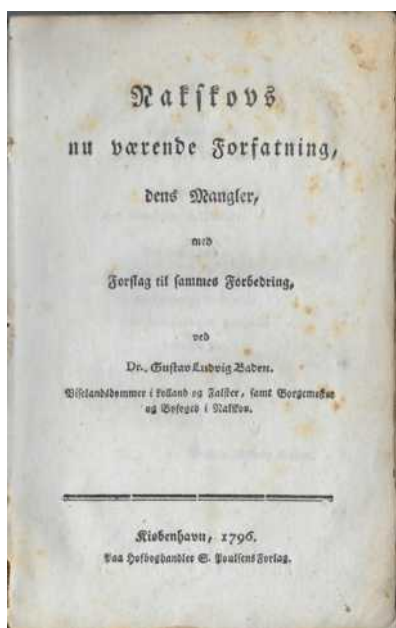 Nakskovs
nu værende Forfatning,
dens Mangler,
med
Forslag til sammes Forbedring,
ved
Dr. Gustav Ludvig Baden.
Viselandsdommer i Lolland og Falster, samt Borgemester
og Byfoged i Nakskov.
Kiøbenhavn, 1796.
Paa Hofboghandler S. Poulsens Forlag.